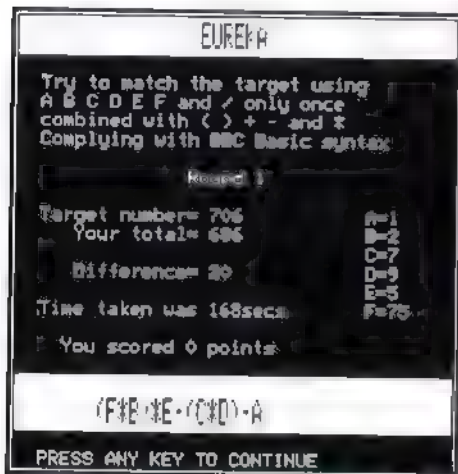 EUREKA
Try to match the target using
A B C D E F and / only once
combined with ( ) + - and *
Complying with BBC Basic syntax
Target number= 706
Your total= 686
Difference= 20
Time taken was 168secs
You scored 0 points
A=1
B=2
C=7
D=9
E=5
F=75
(F*B)*E-(C*D)-A
PRESS ANY KEY TO CONTINUE